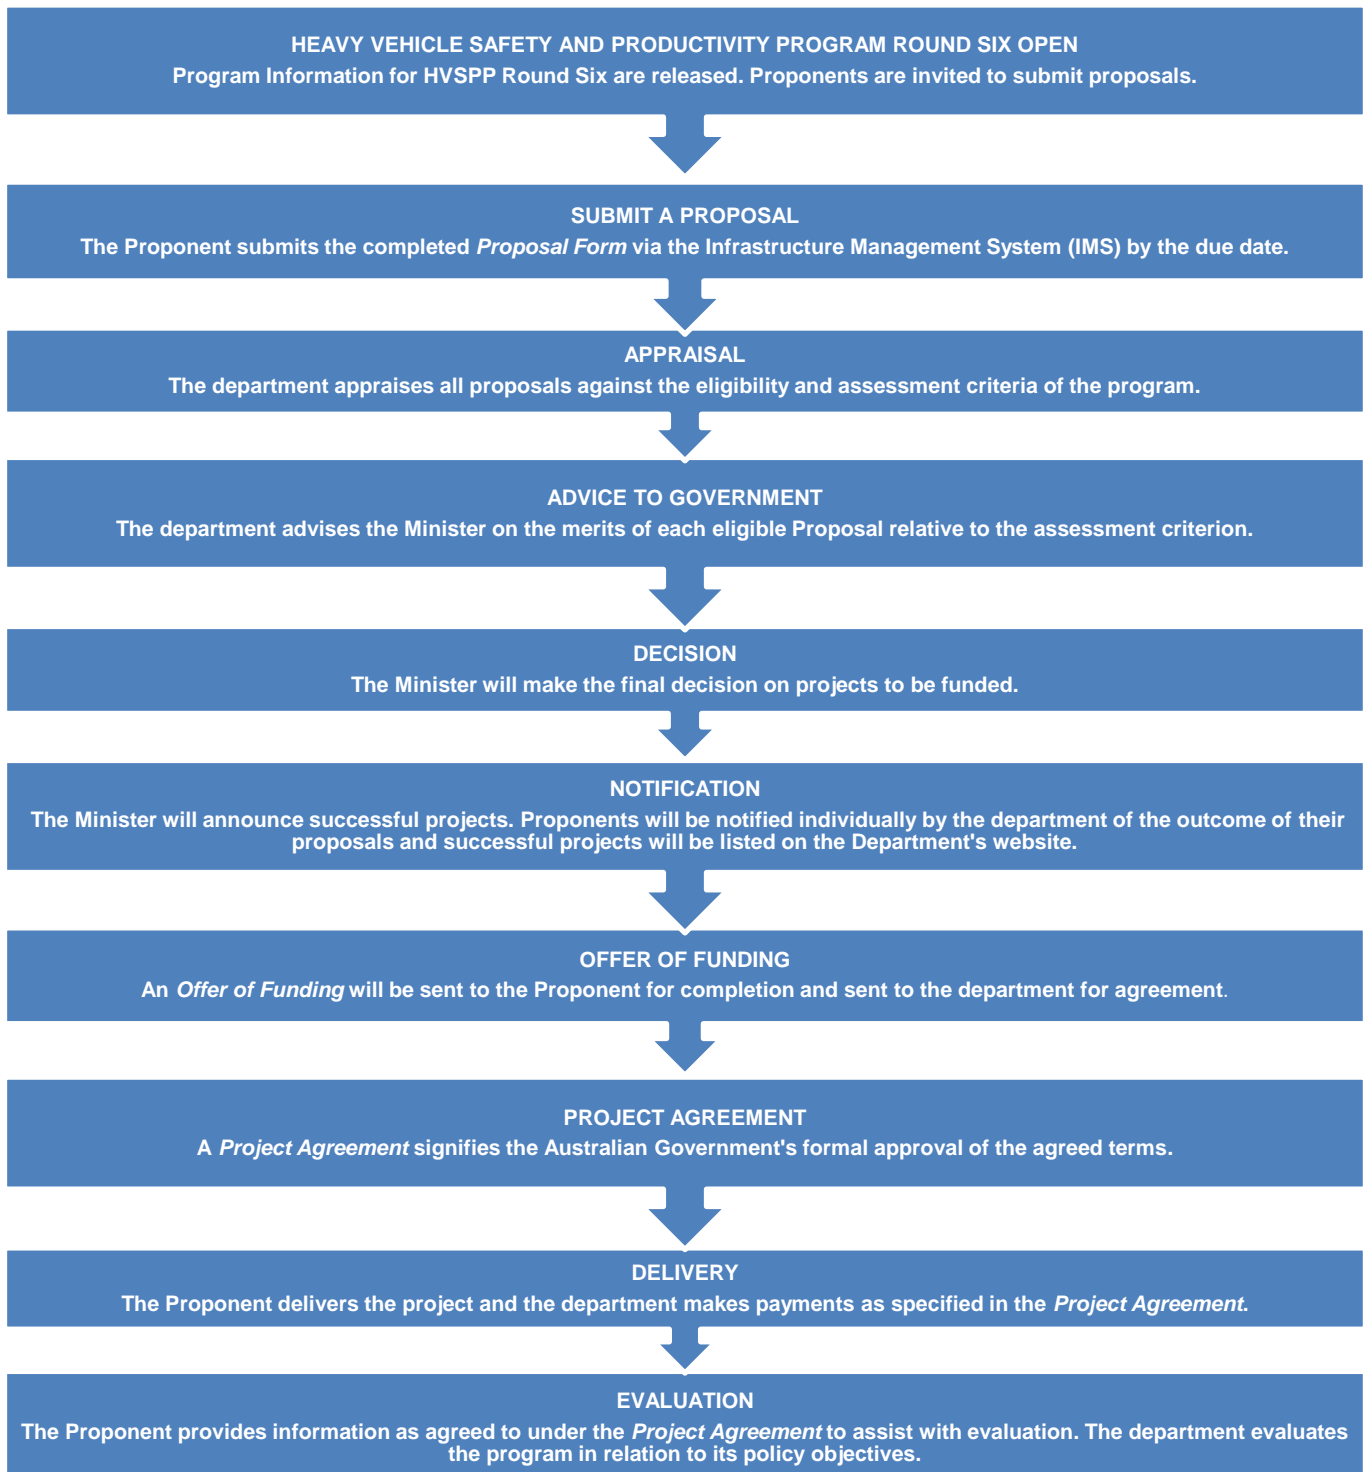 HEAVY VEHICLE SAFETY AND PRODUCTIVITY PROGRAM ROUND SIX OPEN
Program Information for HVSPP Round Six are released. Proponents are invited to submit proposals.
SUBMIT A PROPOSAL
The Proponent submits the completed Proposal Form via the Infrastructure Management System (IMS) by the due date.
APPRAISAL
The department appraises all proposals against the eligibility and assessment criteria of the program.
ADVICE TO GOVERNMENT
The department advises the Minister on the merits of each eligible Proposal relative to the assessment criterion.
DECISION
The Minister will make the final decision on projects to be funded.
NOTIFICATION
The Minister will announce successful projects. Proponents will be notified individually by the department of the outcome of their
proposals and successful projects will be listed on the Department's website.
OFFER OF FUNDING
An Offer of Funding will be sent to the Proponent for completion and sent to the department for agreement.
PROJECT AGREEMENT
A Project Agreement signifies the Australian Government's formal approval of the agreed terms.
DELIVERY
The Proponent delivers the project and the department makes payments as specified in the Project Agreement.
EVALUATION
The Proponent provides information as agreed to under the Project Agreement to assist with evaluation. The department evaluates
the program in relation to its policy objectives.